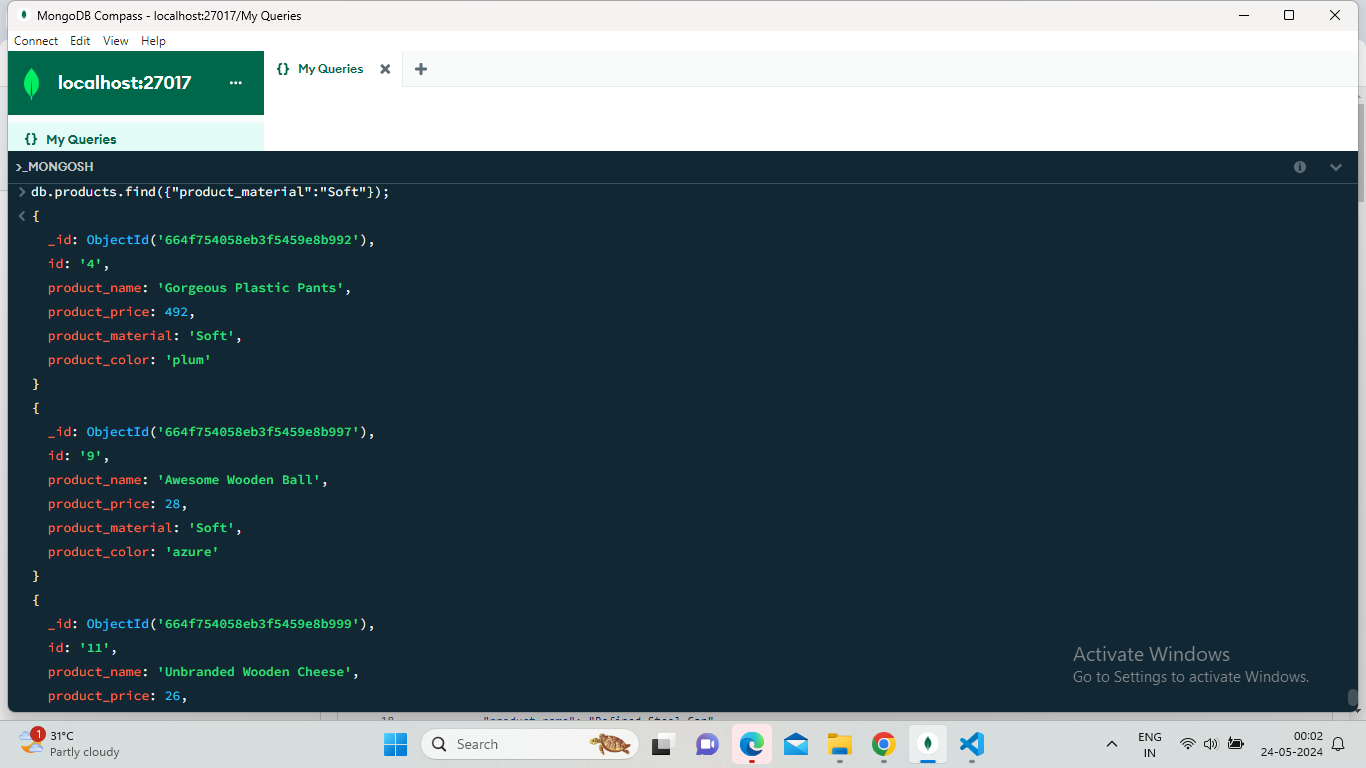 MongoDB Compass - localhost:27017/My Queries
Connect Edit View Help
localhost:27017 ...
{} My Queries
{} My Queries
>_MONGOSH
db.products.find({"product_material":"Soft"});
{
_id: ObjectId('664f754058eb3f5459e8b992'),
id: '4',
product_name: 'Gorgeous Plastic Pants',
product_price: 492,
product_material: 'Soft',
product_color: 'plum'
}
{
_id: ObjectId('664f754058eb3f5459e8b997'),
id: '9',
product_name: 'Awesome Wooden Ball',
product_price: 28,
product_material: 'Soft',
product_color: 'azure'
}
{
_id: ObjectId('664f754058eb3f5459e8b999'),
id: '11',
product_name: 'Unbranded Wooden Cheese',
product_price: 26,
Activate Windows
Go to Settings to activate Windows.
1
31°C
Partly cloudy
Search
ENG
IN
00:02
24-05-2024